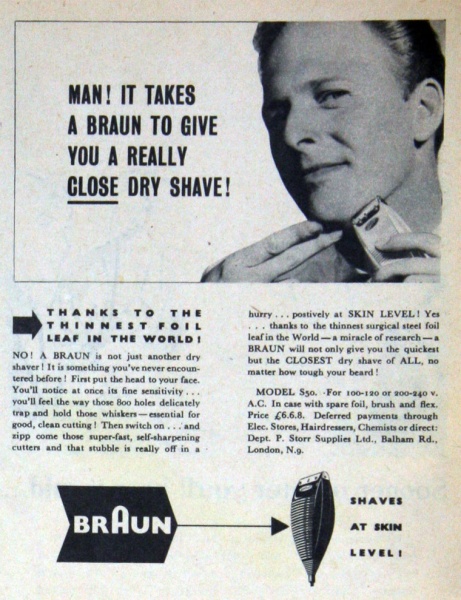 MAN! IT TAKES
A BRAUN TO GIVE
YOU A REALLY
CLOSE DRY SHAVE!
THANKS TO THE
THINNEST FOIL
LEAF IN THE WORLD!
NO! A BRAUN is not just another dry
shaver! It is something you've never encoun-
tered before! First put the head to your face.
You'll notice at once its fine sensitivity . . .
you'll feel the way those 800 holes delicately
trap and hold those whiskers — essential for
good, clean cutting! Then switch on . . . and
zipp come those super-fast, self-sharpening
cutters and that stubble is really off in a
hurry . . . postively at SKIN LEVEL! Yes
. . . thanks to the thinnest surgical steel foil
leaf in the World — a miracle of research — a
BRAUN will not only give you the quickest
but the CLOSEST dry shave of ALL, no
matter how tough your beard!
MODEL S50. For 100-120 or 200-240 v.
A.C. In case with spare foil, brush and flex.
Price £6.6.8. Deferred payments through
Elec. Stores, Hairdressers, Chemists or direct:
Dept. P. Storr Supplies Ltd., Balham Rd.,
London, N.9.
BRAUN
SHAVES
AT SKIN
LEVEL!